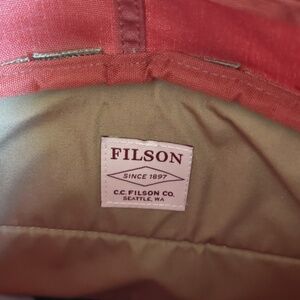 FILSON
SINCE 1897
C.C. FILSON CO.
SEATTLE, WA